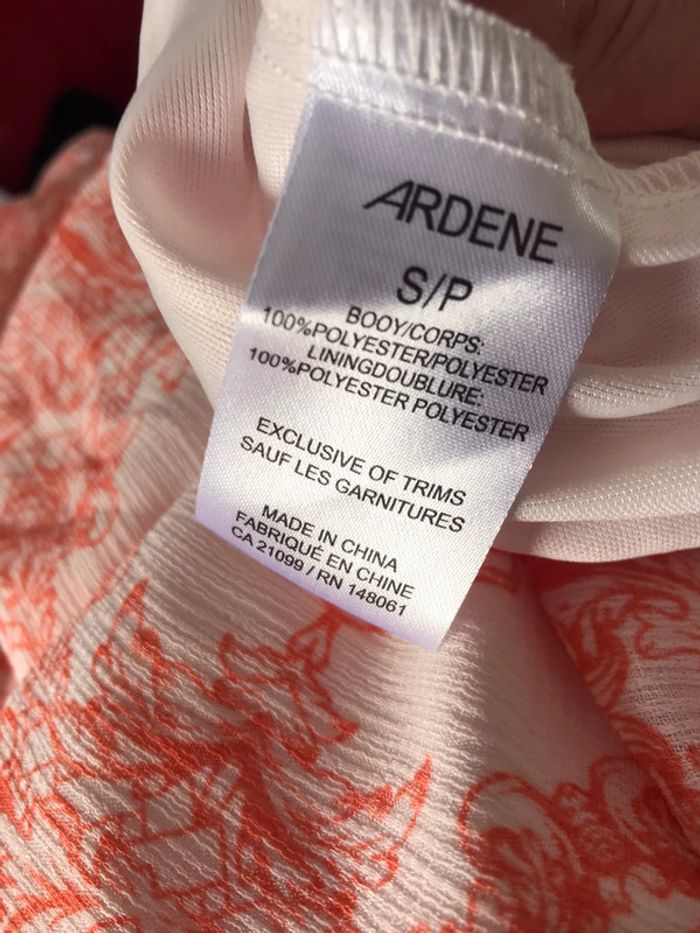 ARDENE
S/P
BOOY/CORPS:
100%POLYESTER/POLYESTER
LININGDOUBLURE:
100%POLYESTER POLYESTER
EXCLUSIVE OF TRIMS
SAUF LES GARNITURES
MADE IN CHINA
FABRIQUÉ EN CHINE
CA 21099 / RN 148061